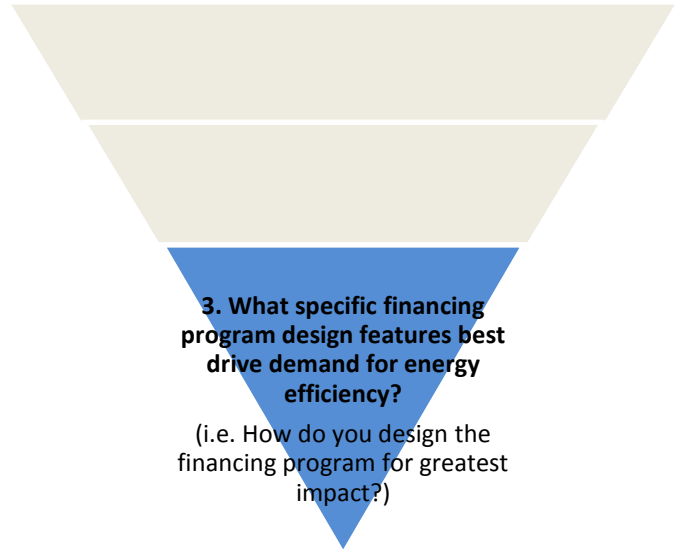 3. What specific financing
program design features best
drive demand for energy
efficiency?
(i.e. How do you design the
financing program for greatest
impact?)